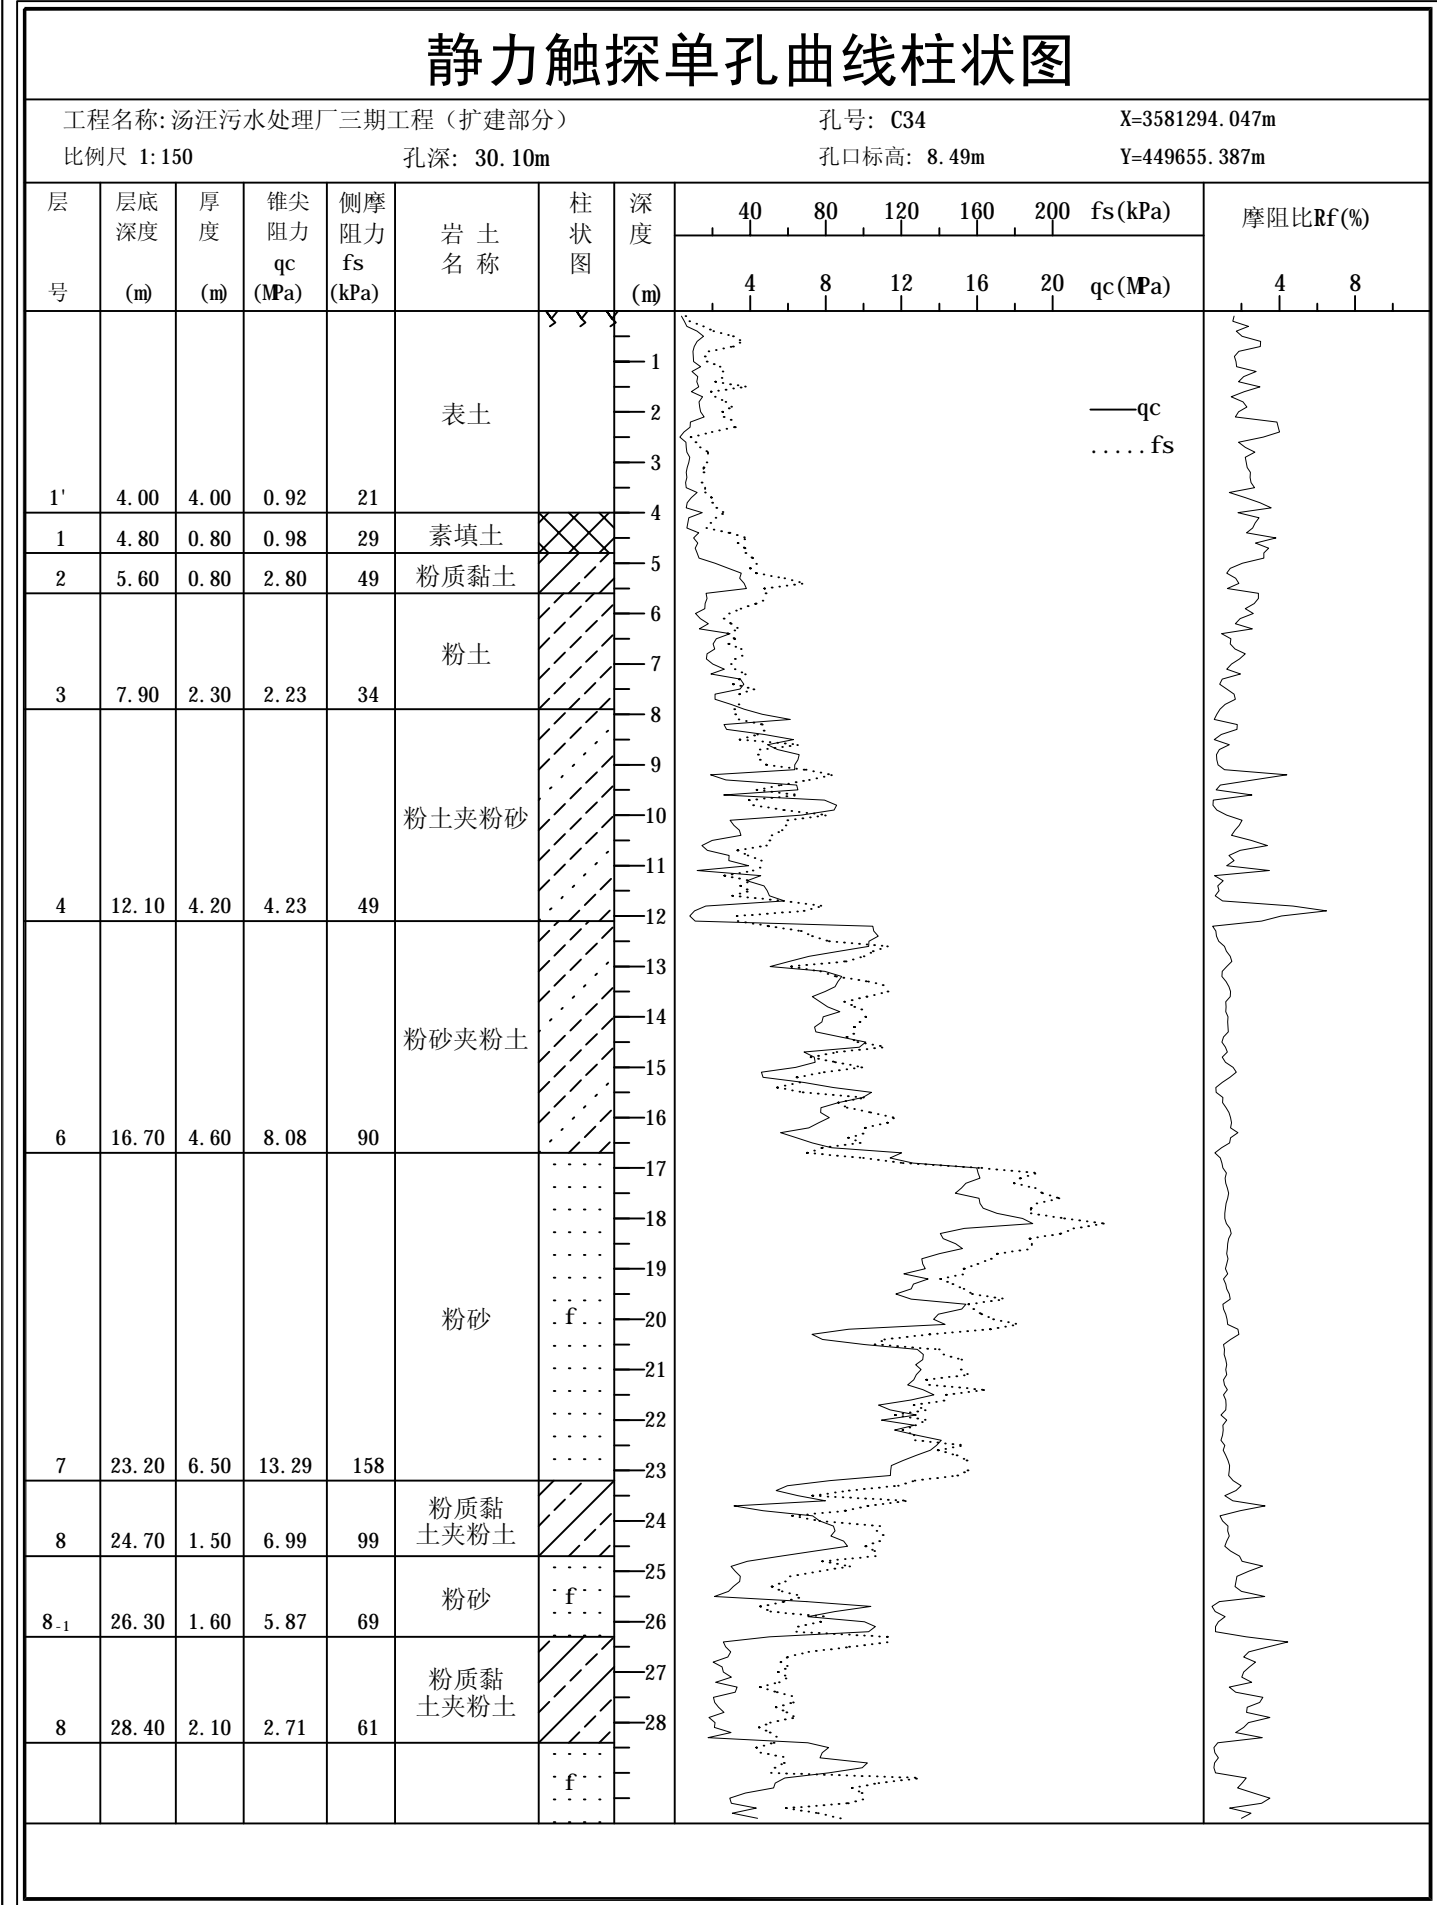 静力触探单孔曲线柱状图
工程名称: 汤汪污水处理厂三期工程（扩建部分） 孔号: C34 X=3581294.047m
比例尺 1:150 孔深: 30.10m 孔口标高: 8.49m Y=449655.387m
层号 层底深度(m) 厚度(m) 锥尖阻力qc(MPa) 侧摩阻力fs(kPa) 岩土名称 柱状图 深度(m)
40 80 120 160 200 fs(kPa) 摩阻比Rf(%)
4 8 12 16 20 qc(MPa) 4 8
qc
.....fs
1' 4.00 4.00 0.92 21 表土
1 4.80 0.80 0.98 29 素填土
2 5.60 0.80 2.80 49 粉质黏土
3 7.90 2.30 2.23 34 粉土
4 12.10 4.20 4.23 49 粉土夹粉砂
6 16.70 4.60 8.08 90 粉砂夹粉土
7 23.20 6.50 13.29 158 粉砂 f
8 24.70 1.50 6.99 99 粉质黏土夹粉土
8-1 26.30 1.60 5.87 69 粉砂 f
8 28.40 2.10 2.71 61 粉质黏土夹粉土
f
1
2
3
4
5
6
7
8
9
10
11
12
13
14
15
16
17
18
19
20
21
22
23
24
25
26
27
28